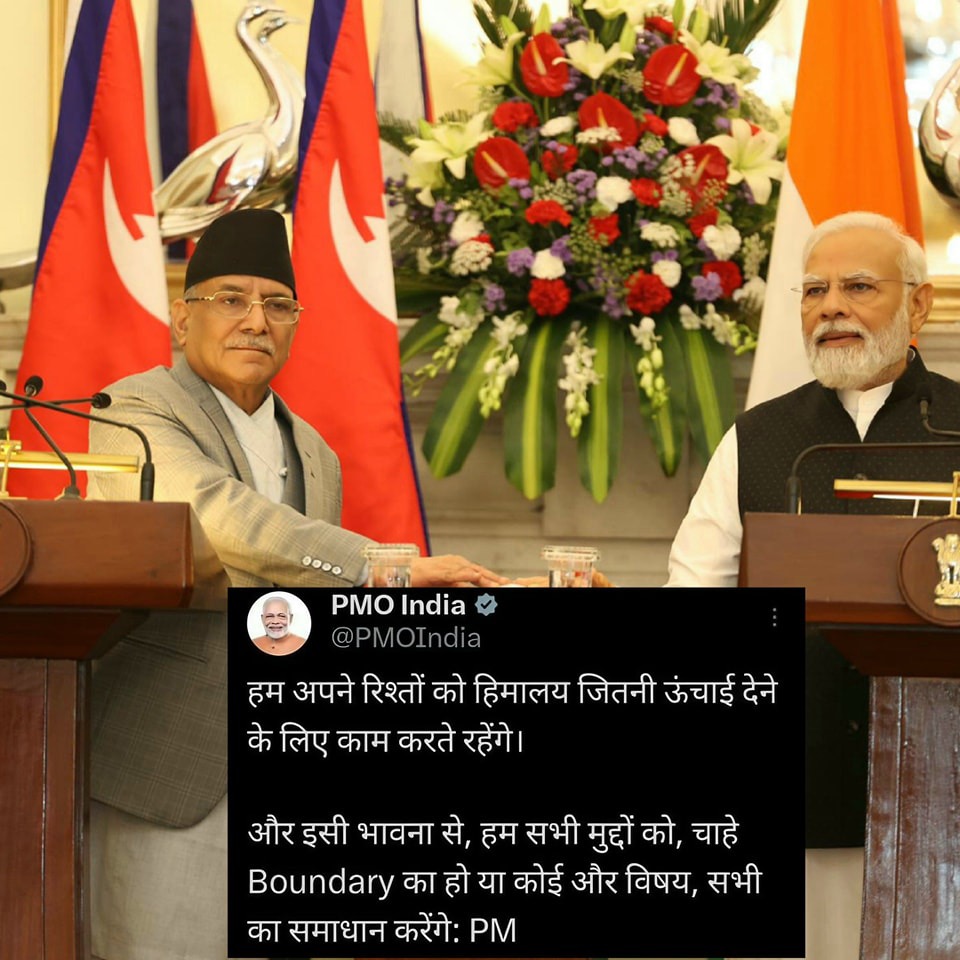 PMO India
@PMOIndia
हम अपने रिश्तों को हिमालय जितनी ऊंचाई देने
के लिए काम करते रहेंगे।
और इसी भावना से, हम सभी मुद्दों को, चाहे
Boundary का हो या कोई और विषय, सभी
का समाधान करेंगे: PM